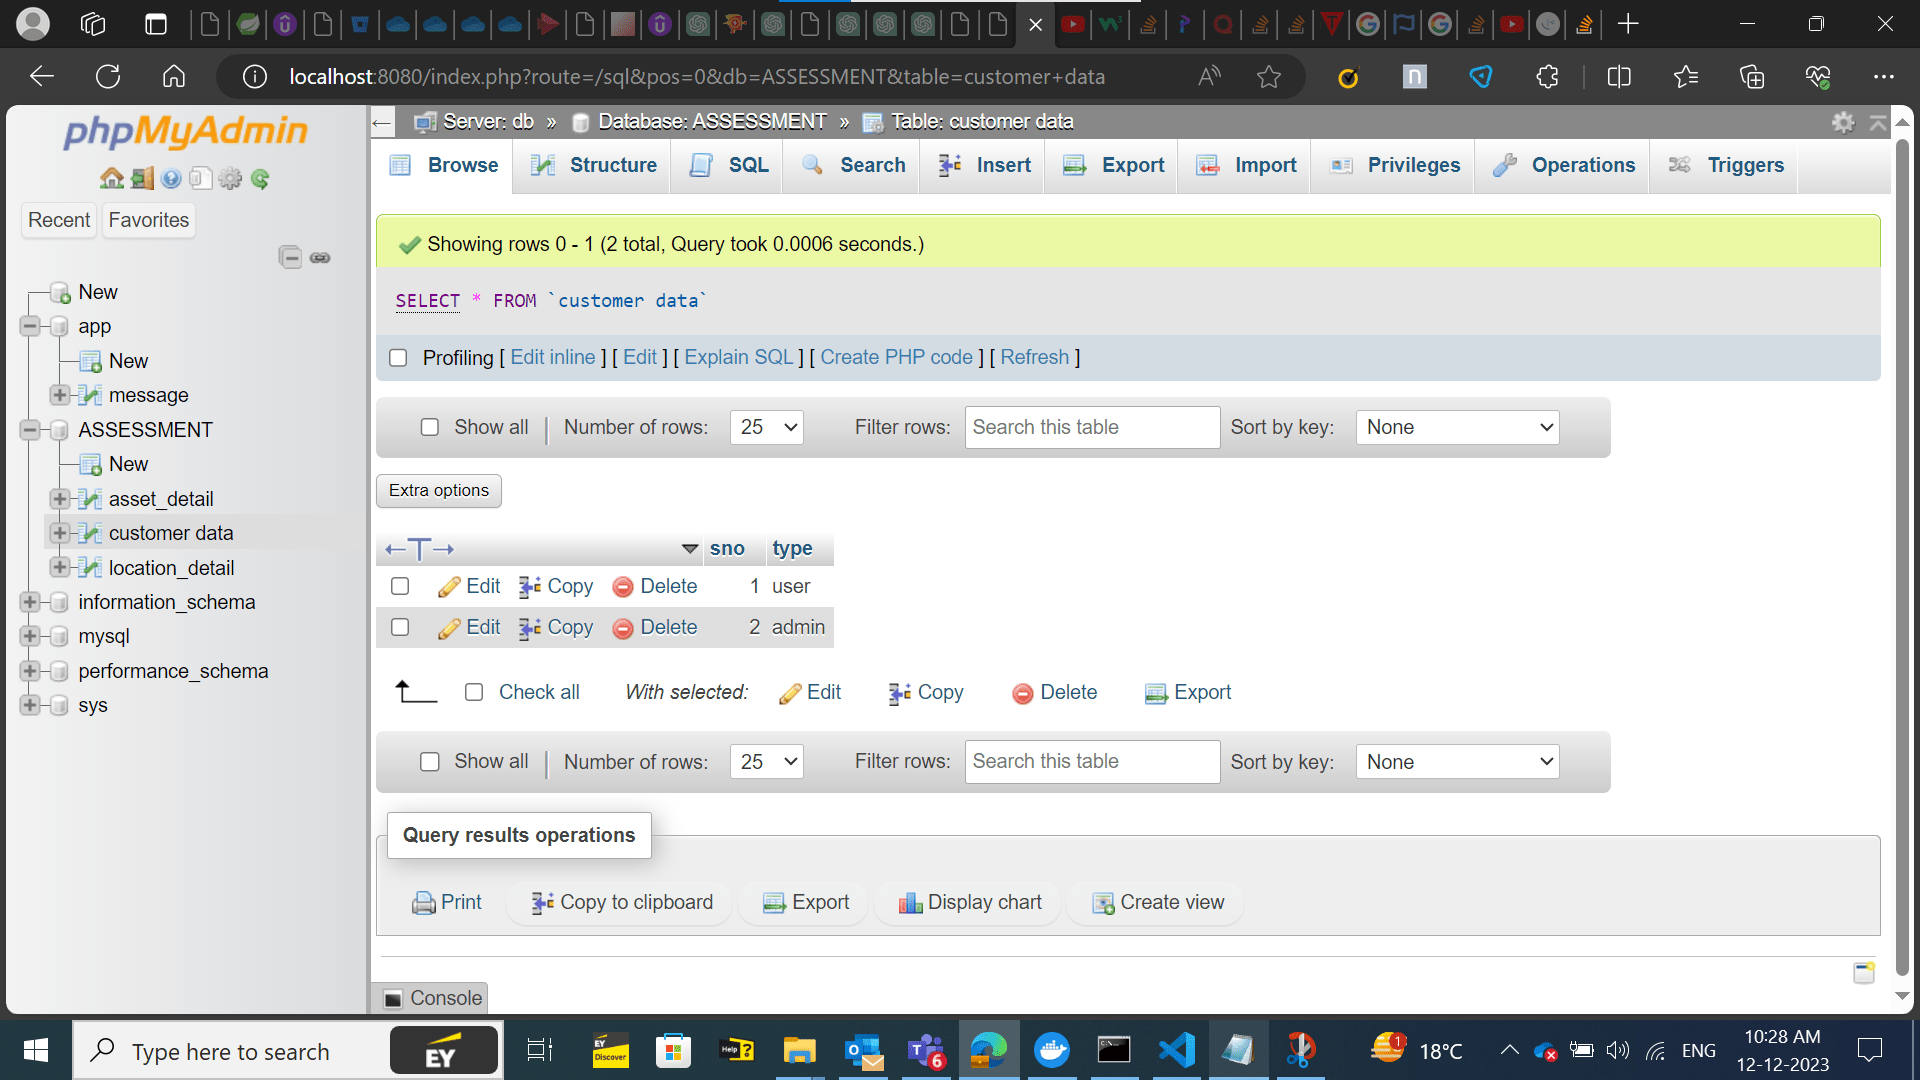 localhost:8080/index.php?route=/sql&pos=0&db=ASSESSMENT&table=customer+data
phpMyAdmin
Recent Favorites
New
app
New
message
ASSESSMENT
New
asset_detail
customer data
location_detail
information_schema
mysql
performance_schema
sys
Server: db » Database: ASSESSMENT » Table: customer data
Browse Structure SQL Search Insert Export Import Privileges Operations Triggers
Showing rows 0 - 1 (2 total, Query took 0.0006 seconds.)
SELECT * FROM `customer data`
Profiling [ Edit inline ] [ Edit ] [ Explain SQL ] [ Create PHP code ] [ Refresh ]
Show all Number of rows: 25 Filter rows: Search this table Sort by key: None
Extra options
←T→ sno type
Edit Copy Delete 1 user
Edit Copy Delete 2 admin
Check all With selected: Edit Copy Delete Export
Show all Number of rows: 25 Filter rows: Search this table Sort by key: None
Query results operations
Print Copy to clipboard Export Display chart Create view
Console
Type here to search EY
EY Discover
Help?
6
1
18°C
ENG
10:28 AM
12-12-2023